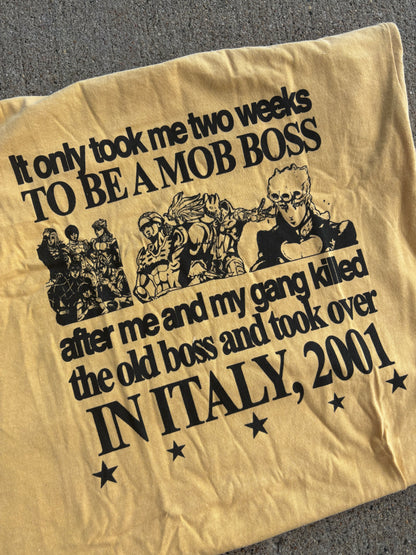 It only took me two weeks
TO BE A MOB BOSS
after me and my gang killed
the old boss and took over
IN ITALY, 2001